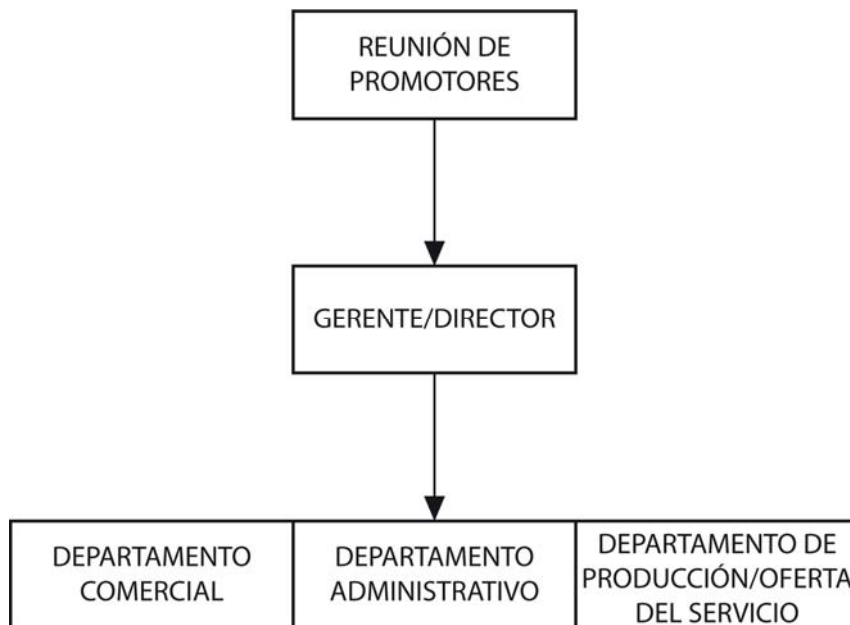 REUNIÓN DE
PROMOTORES
GERENTE/DIRECTOR
DEPARTAMENTO
COMERCIAL
DEPARTAMENTO
ADMINISTRATIVO
DEPARTAMENTO DE
PRODUCCIÓN/OFERTA
DEL SERVICIO